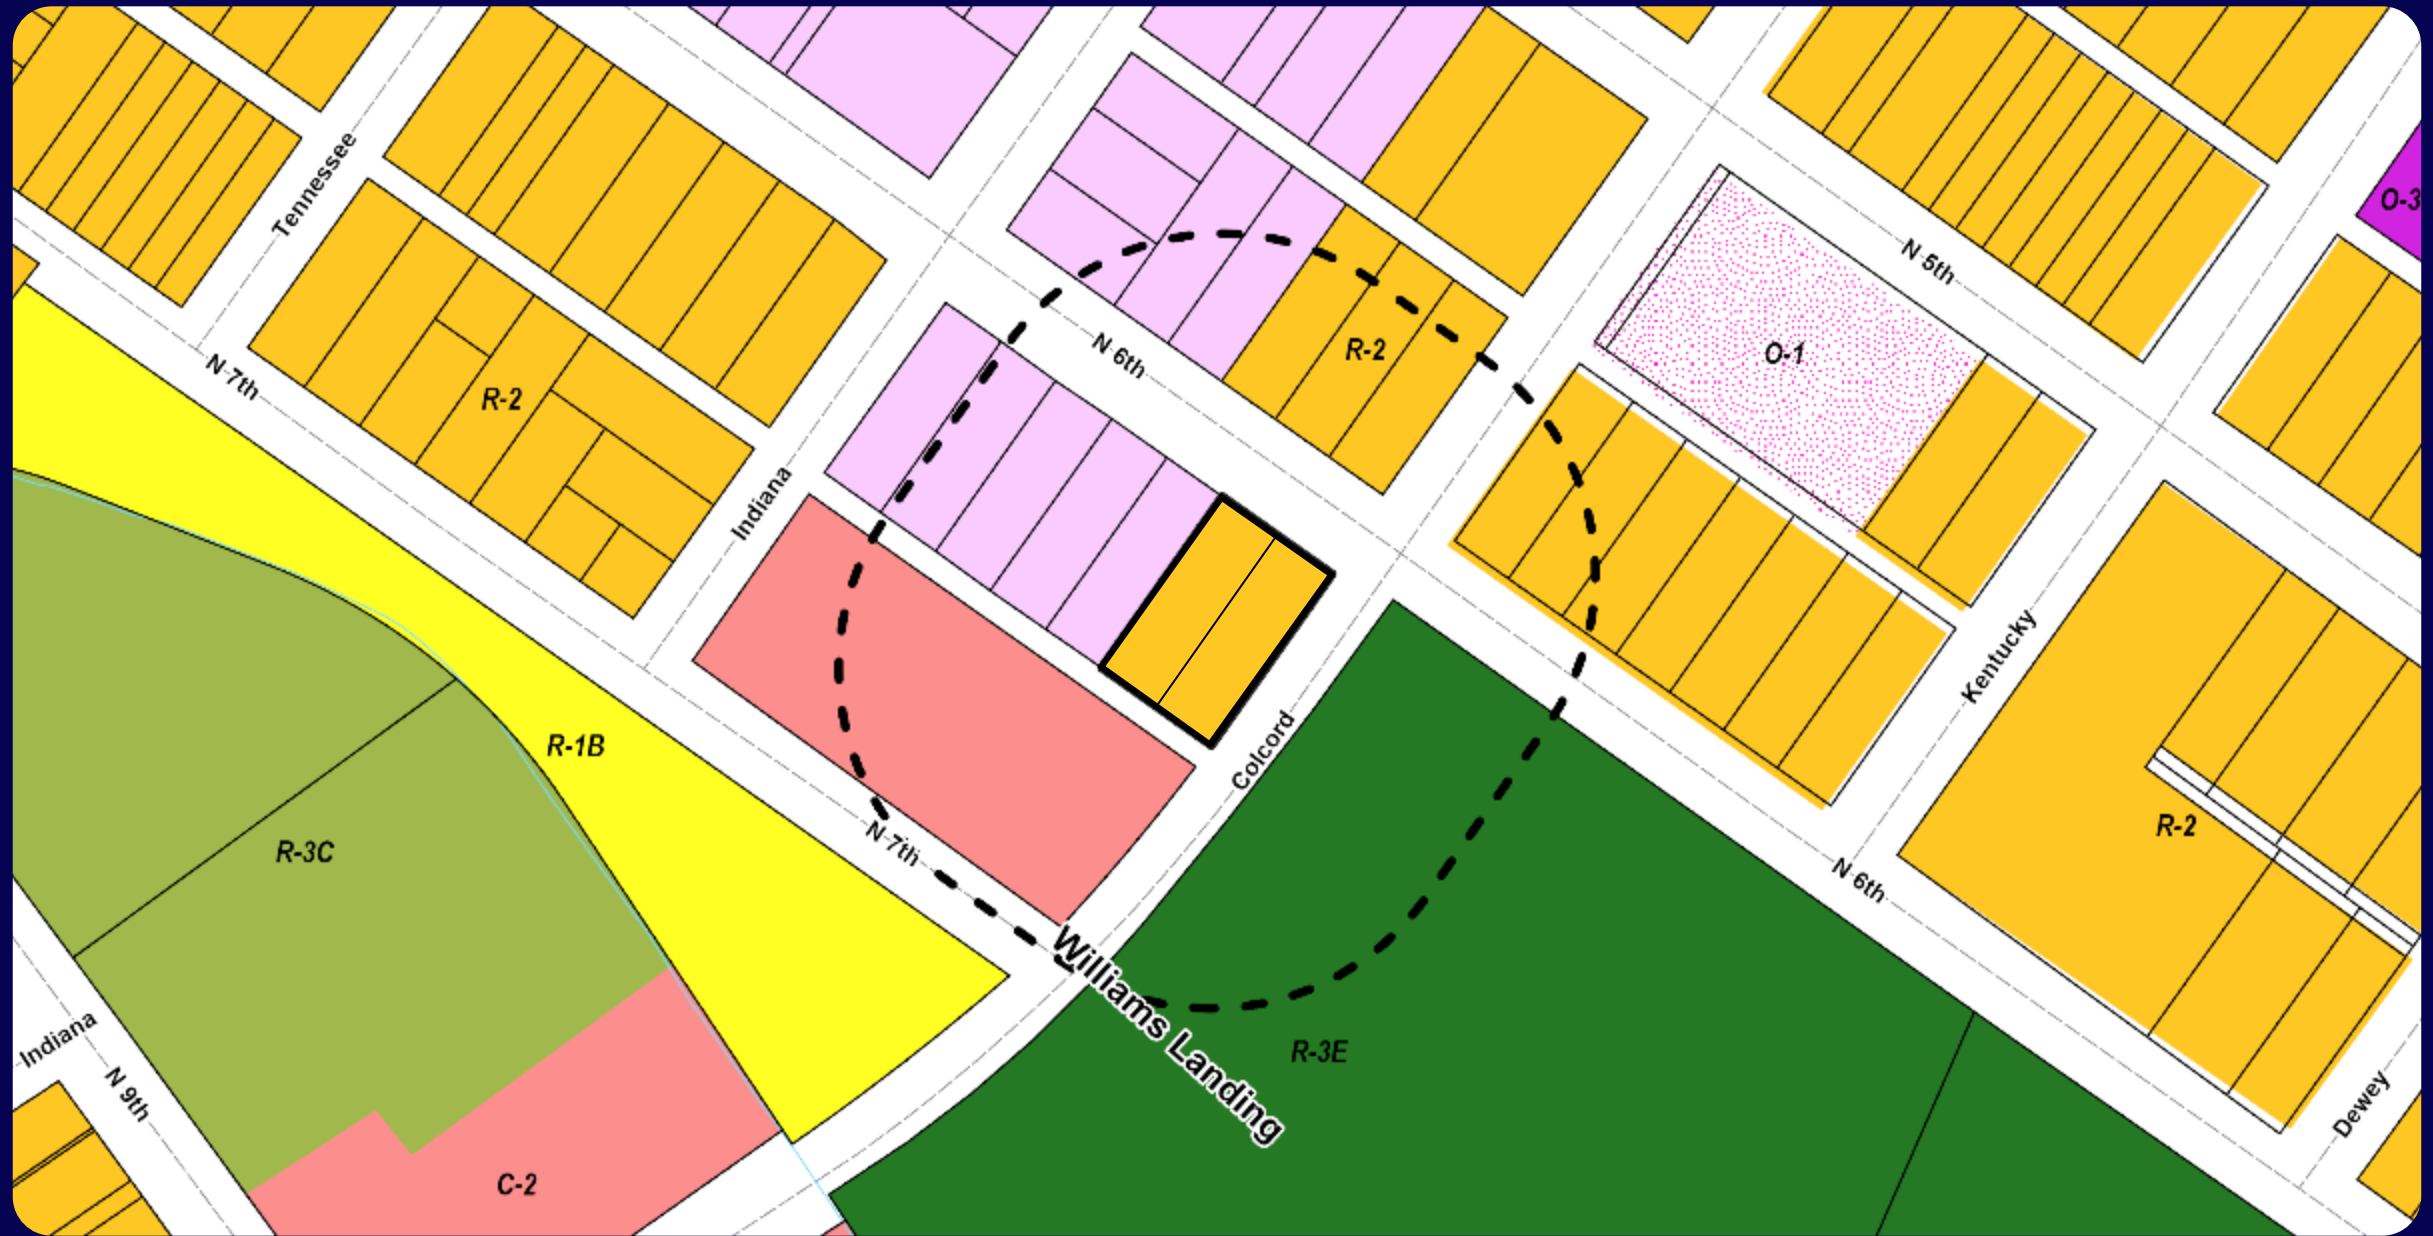 Tennessee
O-3
N 5th
N 6th
R-2
O-1
N 7th
R-2
Indiana
Kentucky
R-1B
Colcord
R-2
N 7th
R-3C
N 6th
Williams Landing
R-3E
Indiana
N 9th
Dewey
C-2